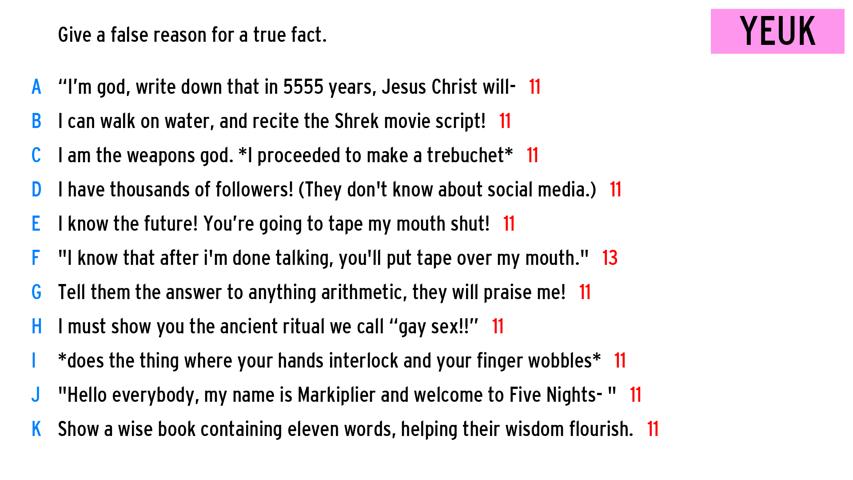 Give a false reason for a true fact.
YEUK
A “I’m god, write down that in 5555 years, Jesus Christ will- 11
B I can walk on water, and recite the Shrek movie script! 11
C I am the weapons god. *I proceeded to make a trebuchet* 11
D I have thousands of followers! (They don't know about social media.) 11
E I know the future! You’re going to tape my mouth shut! 11
F "I know that after i'm done talking, you'll put tape over my mouth." 13
G Tell them the answer to anything arithmetic, they will praise me! 11
H I must show you the ancient ritual we call “gay sex!!” 11
I *does the thing where your hands interlock and your finger wobbles* 11
J "Hello everybody, my name is Markiplier and welcome to Five Nights- " 11
K Show a wise book containing eleven words, helping their wisdom flourish. 11